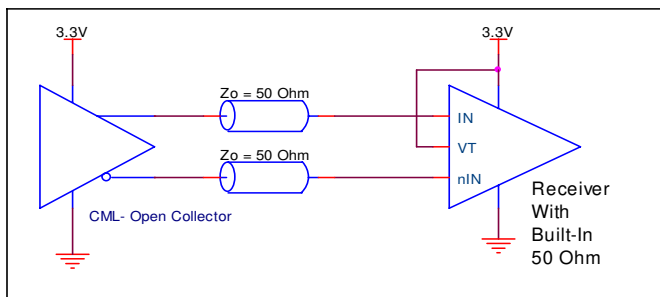 3.3V
3.3V
Zo = 50 Ohm
IN
VT
Zo = 50 Ohm
nIN
CML- Open Collector
Receiver
With
Built-In
50 Ohm